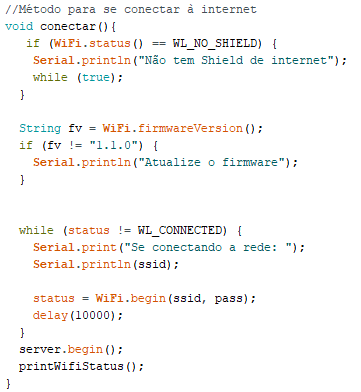 //Método para se conectar à internet
void conectar(){
if (WiFi.status() == WL_NO_SHIELD) {
Serial.println("Não tem Shield de internet");
while (true);
}
String fv = WiFi.firmwareVersion();
if (fv != "1.1.0") {
Serial.println("Atualize o firmware");
}
while (status != WL_CONNECTED) {
Serial.print("Se conectando a rede: ");
Serial.println(ssid);
status = WiFi.begin(ssid, pass);
delay(10000);
}
server.begin();
printWifiStatus();
}